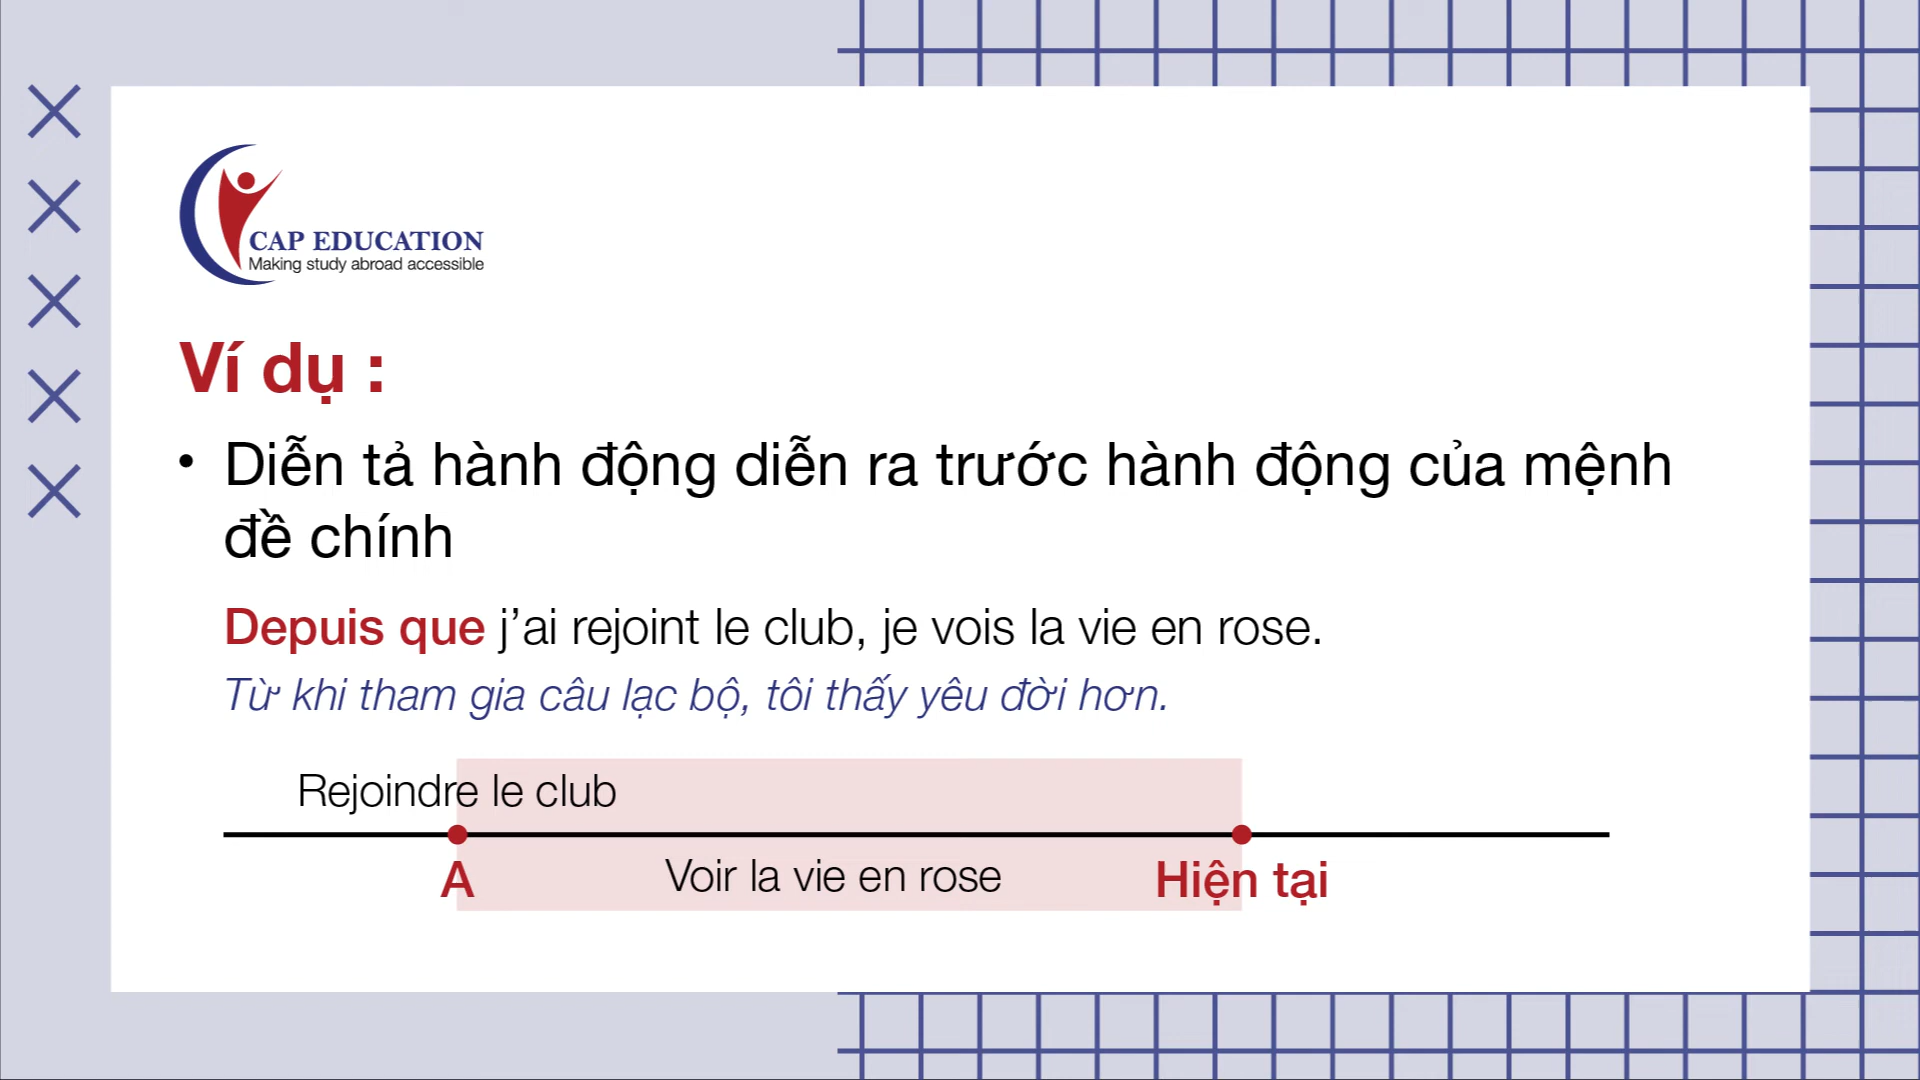 CAP EDUCATION
Making study abroad accessible
Ví dụ :
• Diễn tả hành động diễn ra trước hành động của mệnh
đề chính
Depuis que j’ai rejoint le club, je vois la vie en rose.
Từ khi tham gia câu lạc bộ, tôi thấy yêu đời hơn.
Rejoindre le club
A
Voir la vie en rose
Hiện tại